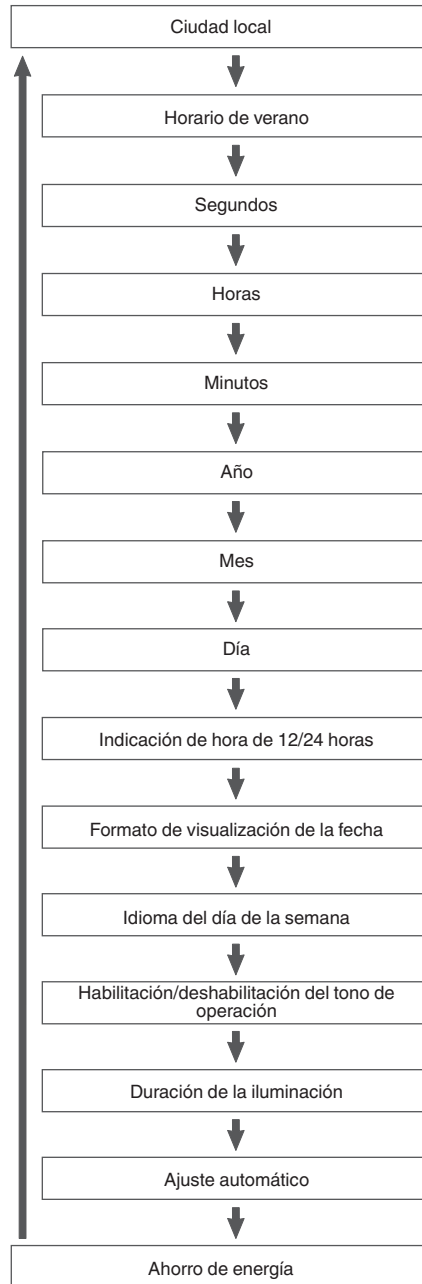 Ciudad local
Horario de verano
Segundos
Horas
Minutos
Año
Mes
Día
Indicación de hora de 12/24 horas
Formato de visualización de la fecha
Idioma del día de la semana
Habilitación/deshabilitación del tono de
operación
Duración de la iluminación
Ajuste automático
Ahorro de energía